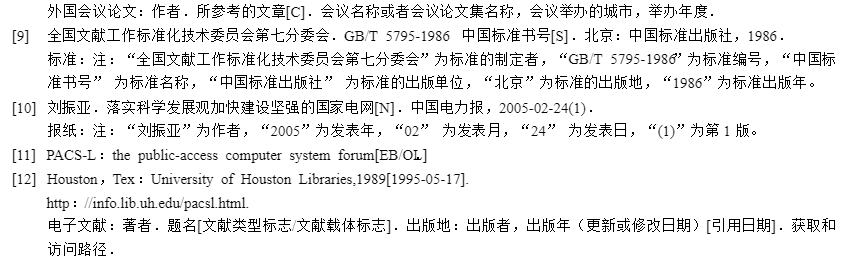 外国会议论文：作者．所参考的文章[C]．会议名称或者会议论文集名称，会议举办的城市，举办年度．
[9] 全国文献工作标准化技术委员会第七分委会．GB/T 5795-1986 中国标准书号[S]．北京：中国标准出版社，1986．
标准：注：“全国文献工作标准化技术委员会第七分委会”为标准的制定者，“GB/T 5795-1986”为标准编号，“中国标
准书号” 为标准名称，“中国标准出版社” 为标准的出版单位，“北京”为标准的出版地，“1986”为标准出版年。
[10] 刘振亚．落实科学发展观加快建设坚强的国家电网[N]．中国电力报，2005-02-24(1)．
报纸：注：“刘振亚”为作者，“2005”为发表年，“02” 为发表月，“24” 为发表日，“(1)”为第 1 版。
[11] PACS-L：the public-access computer system forum[EB/OL]
[12] Houston，Tex：University of Houston Libraries,1989[1995-05-17].
http：//info.lib.uh.edu/pacsl.html.
电子文献：著者．题名[文献类型标志/文献载体标志]．出版地：出版者，出版年（更新或修改日期）[引用日期]．获取和
访问路径．